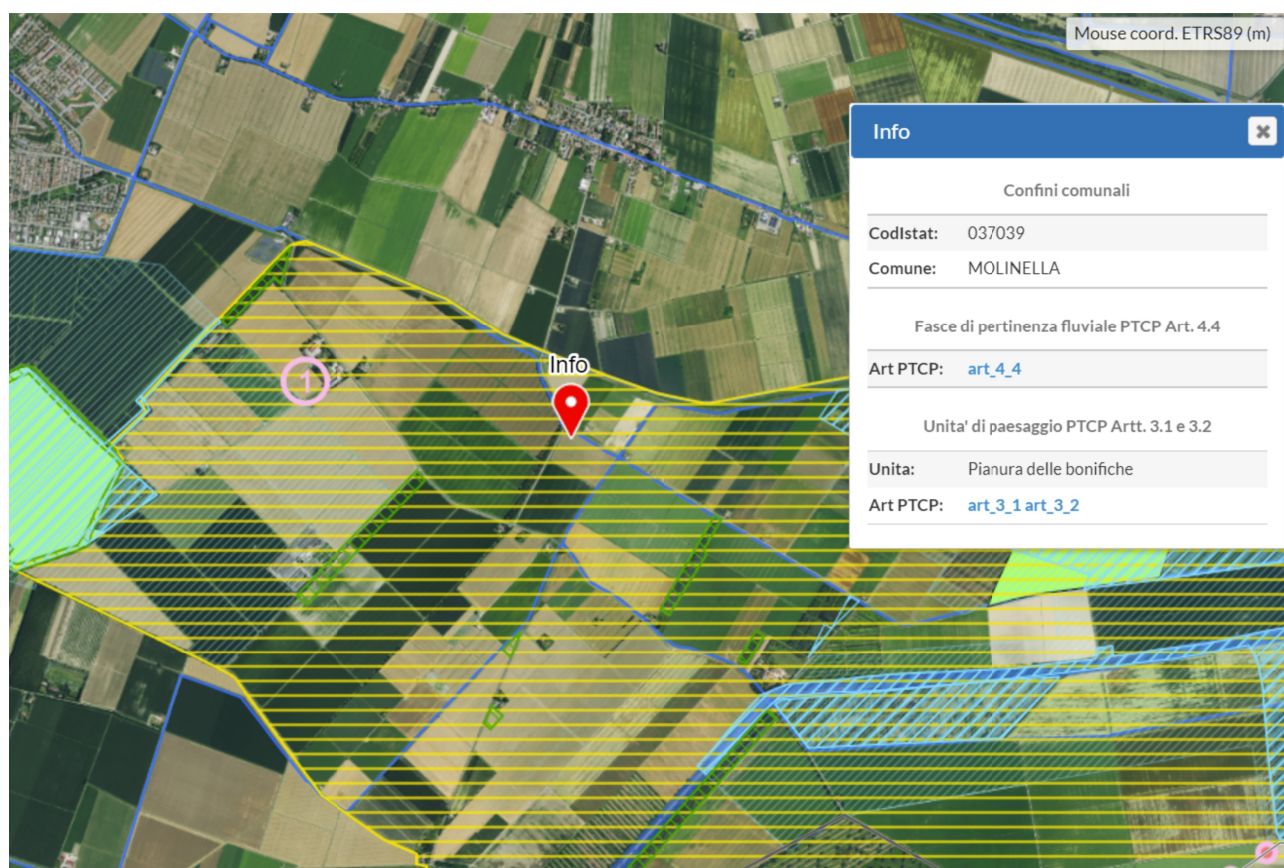 Mouse coord. ETRS89 (m)
Info
Confini comunali
CodIstat: 037039
Comune: MOLINELLA
Fasce di pertinenza fluviale PTCP Art. 4.4
Art PTCP: art_4_4
Unita' di paesaggio PTCP Artt. 3.1 e 3.2
Unita: Pianura delle bonifiche
Art PTCP: art_3_1 art_3_2
Info
1